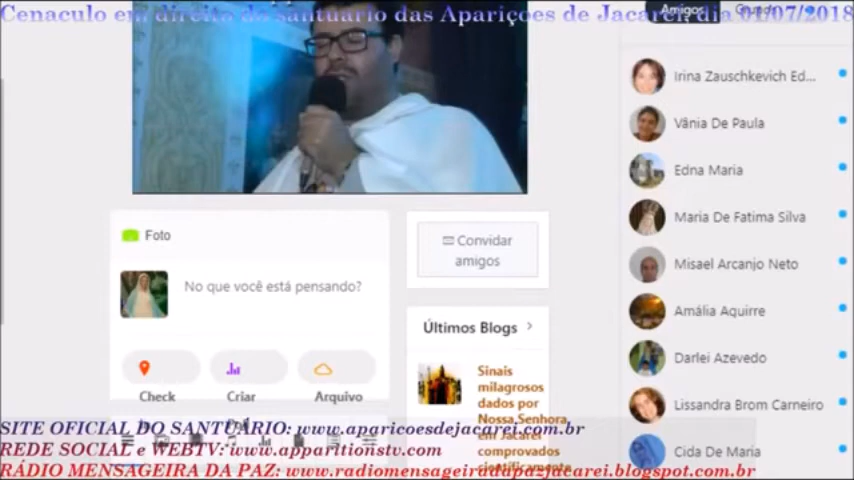 Cenaculo em direito do santuario das Aparições de Jacareí, dia 01/07/2018
Amigos
Irina Zauschkevich Ed...
Vânia De Paula
Edna Maria
Maria De Fatima Silva
Misael Arcanjo Neto
Amália Aguirre
Darlei Azevedo
Lissandra Brom Carneiro
Cida De Maria
Foto
No que você está pensando?
Check
Criar
Arquivo
Convidar
amigos
Últimos Blogs
Sinais
milagrosos
dados por
Nossa Senhora
em Jacareí
comprovados
cientificamente
SITE OFICIAL DO SANTUÁRIO: www.aparicoesdejacarei.com.br
REDE SOCIAL e WEBTV: www.apparitionstv.com
RÁDIO MENSAGEIRA DA PAZ: www.radiomensageiradapazjacarei.blogspot.com.br